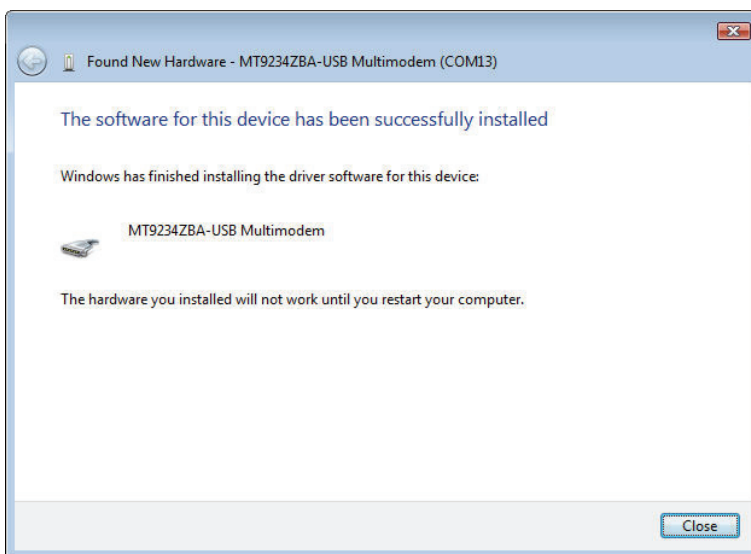 Found New Hardware - MT9234ZBA-USB Multimodem (COM13)
The software for this device has been successfully installed
Windows has finished installing the driver software for this device:
MT9234ZBA-USB Multimodem
The hardware you installed will not work until you restart your computer.
Close